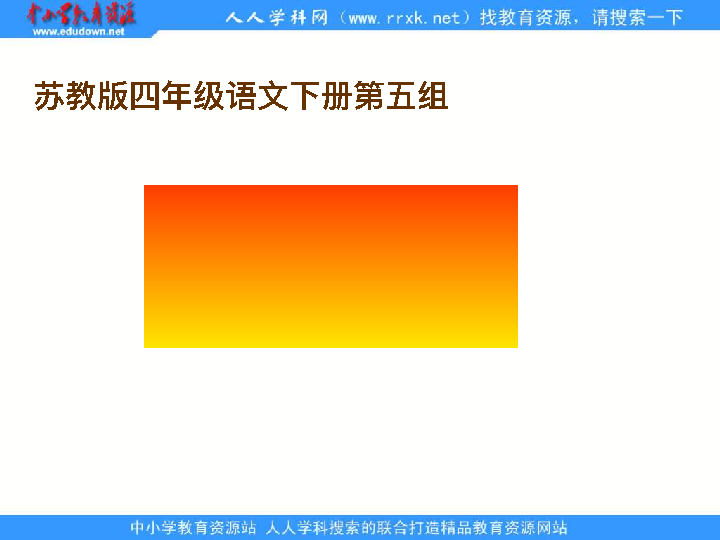 中小学教育资源站
www.edudown.net
人人学科网（www.rrxk.net）找教育资源，请搜索一下
苏教版四年级语文下册第五组
中小学教育资源站 人人学科搜索的联合打造精品教育资源网站